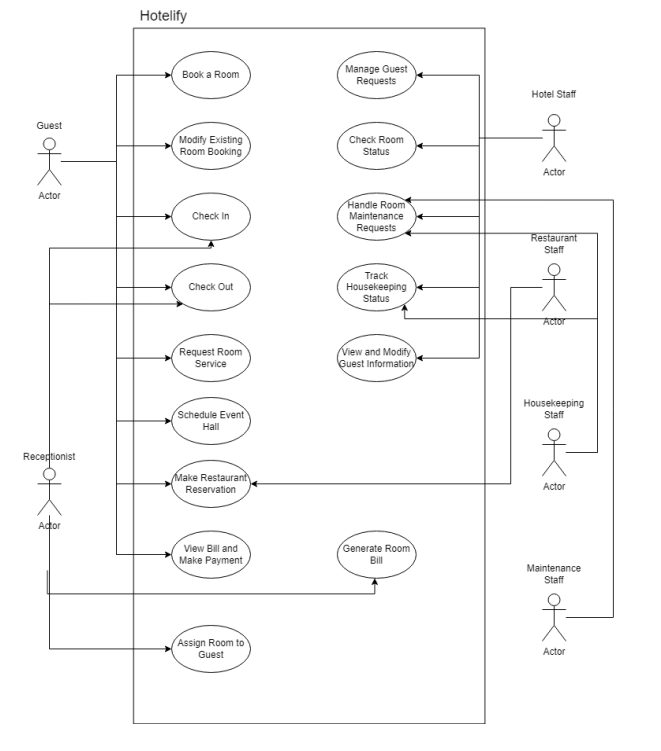 Hotelify
Guest
Actor
Receptionist
Actor
Book a Room
Modify Existing
Room Booking
Check In
Check Out
Request Room
Service
Schedule Event
Hall
Make Restaurant
Reservation
View Bill and
Make Payment
Assign Room to
Guest
Manage Guest
Requests
Check Room
Status
Handle Room
Maintenance
Requests
Track
Housekeeping
Status
View and Modify
Guest Information
Generate Room
Bill
Hotel Staff
Actor
Restaurant
Staff
Actor
Housekeeping
Staff
Actor
Maintenance
Staff
Actor